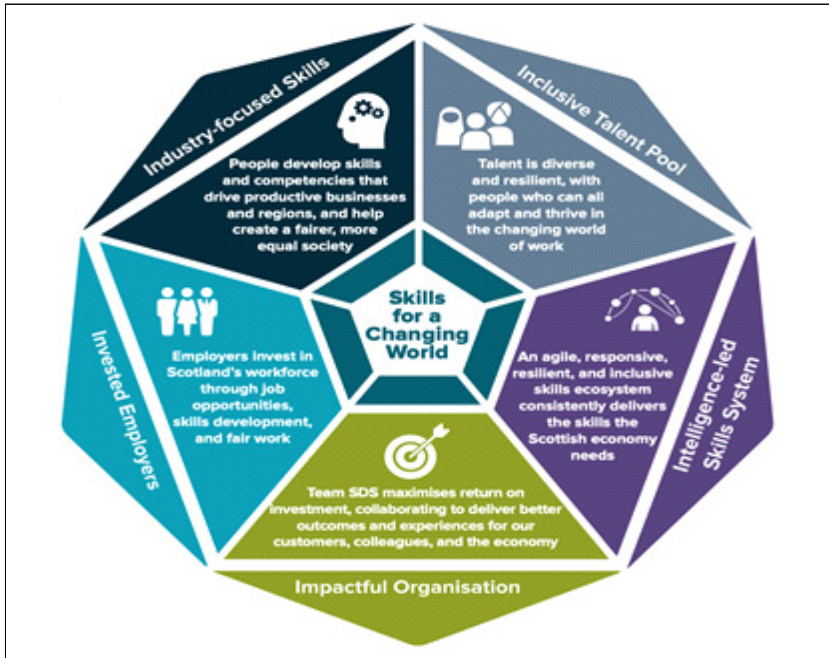 Industry-focused Skills
People develop skills
and competencies that
drive productive businesses
and regions, and help
create a fairer, more
equal society
Inclusive Talent Pool
Talent is diverse
and resilient, with
people who can all
adapt and thrive in
the changing world
of work
Skills
for a
Changing
World
Invested Employers
Employers invest in
Scotland's workforce
through job
opportunities,
skills development,
and fair work
An agile, responsive,
resilient, and inclusive
skills ecosystem
consistently delivers
the skills the
Scottish economy
needs
Intelligence-led
Skills System
Team SDS maximises return on
investment, collaborating to deliver better
outcomes and experiences for our
customers, colleagues, and the economy
Impactful Organisation